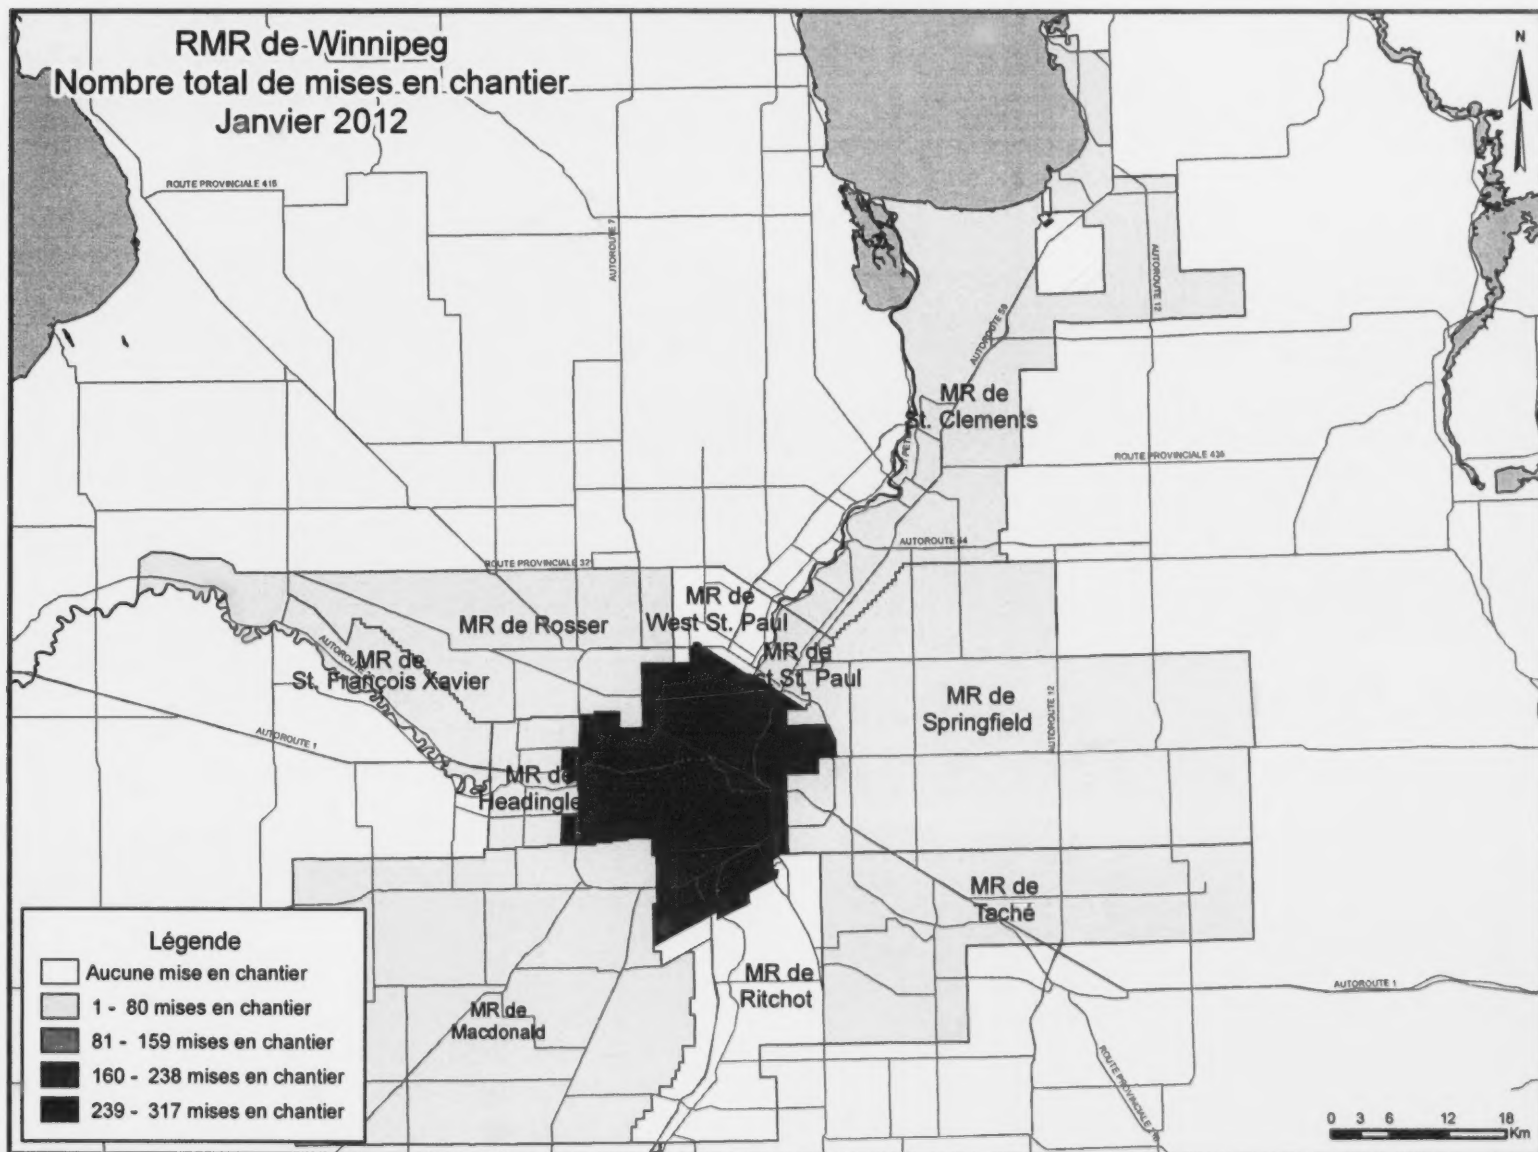 RMR de Winnipeg
Nombre total de mises en chantier
Janvier 2012
N
ROUTE PROVINCIALE 415
AUTOROUTE 7
AUTOROUTE 12
AUTOROUTE 59
MR de
St. Clements
ROUTE PROVINCIALE 435
AUTOROUTE 44
ROUTE PROVINCIALE 321
MR de
West St. Paul
MR de Rosser
MR de
St. Paul
AUTOROUTE
MR de
St. François Xavier
MR de
Springfield
AUTOROUTE 12
AUTOROUTE 1
MR de
Headingle
MR de
Taché
MR de
Ritchot
AUTOROUTE 1
MR de
Macdonald
ROUTE PROVINCIALE 210
Légende
Aucune mise en chantier
1 - 80 mises en chantier
81 - 159 mises en chantier
160 - 238 mises en chantier
239 - 317 mises en chantier
0 3 6 12 18
Km